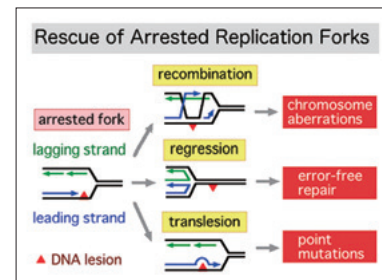 Rescue of Arrested Replication Forks
recombination
chromosome
aberrations
arrested fork
lagging strand
regression
error-free
repair
leading strand
translesion
point
mutations
DNA lesion